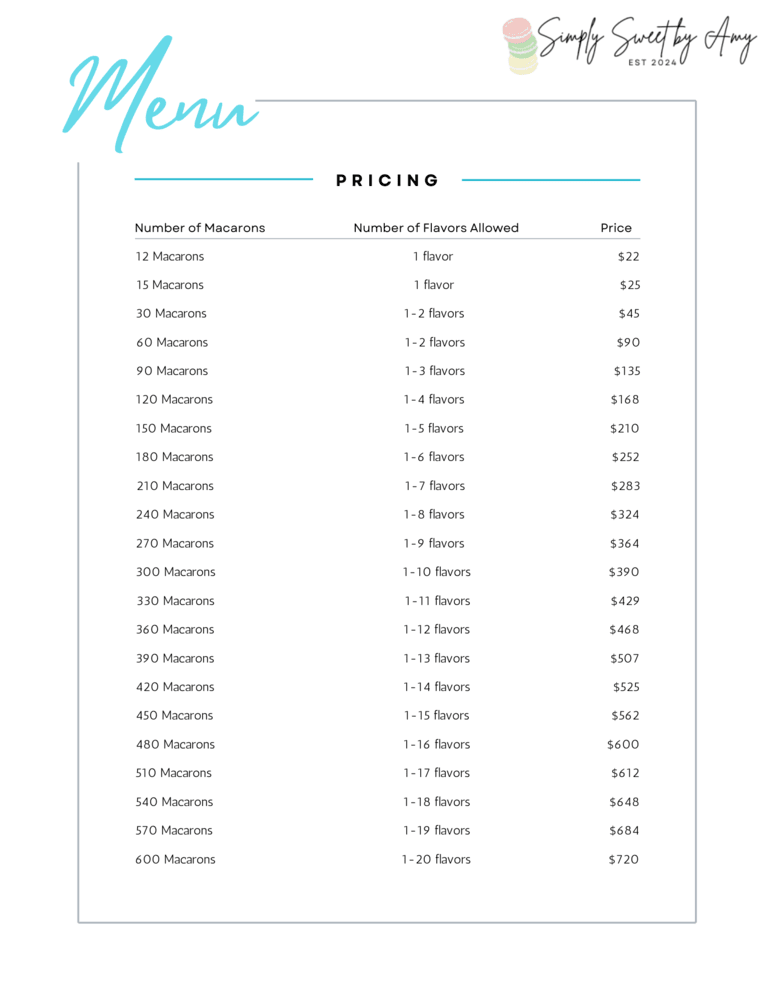 Simply Sweet by Amy
EST 2024
Menu
PRICING
Number of Macarons Number of Flavors Allowed Price
12 Macarons 1 flavor $22
15 Macarons 1 flavor $25
30 Macarons 1-2 flavors $45
60 Macarons 1-2 flavors $90
90 Macarons 1-3 flavors $135
120 Macarons 1-4 flavors $168
150 Macarons 1-5 flavors $210
180 Macarons 1-6 flavors $252
210 Macarons 1-7 flavors $283
240 Macarons 1-8 flavors $324
270 Macarons 1-9 flavors $364
300 Macarons 1-10 flavors $390
330 Macarons 1-11 flavors $429
360 Macarons 1-12 flavors $468
390 Macarons 1-13 flavors $507
420 Macarons 1-14 flavors $525
450 Macarons 1-15 flavors $562
480 Macarons 1-16 flavors $600
510 Macarons 1-17 flavors $612
540 Macarons 1-18 flavors $648
570 Macarons 1-19 flavors $684
600 Macarons 1-20 flavors $720